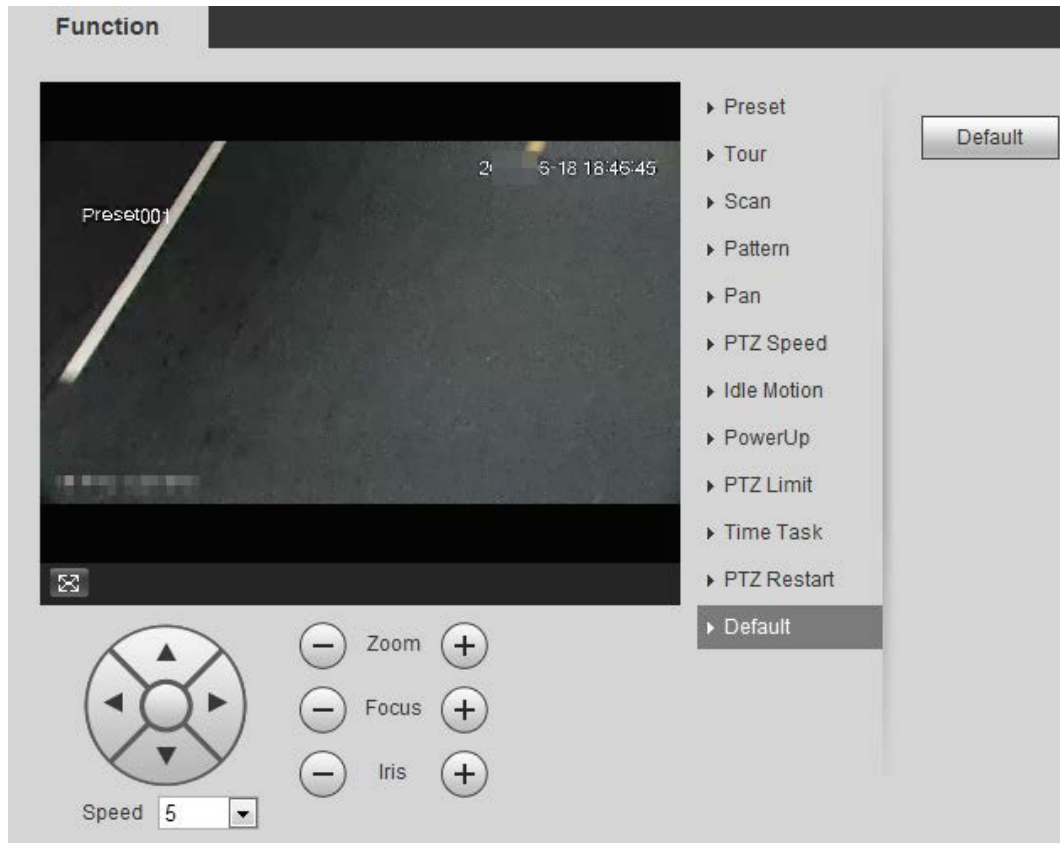 Function
5-18 18:46:45
Preset001
Preset
Tour
Scan
Pattern
Pan
PTZ Speed
Idle Motion
PowerUp
PTZ Limit
Time Task
PTZ Restart
Default
Default
Zoom
Focus
Iris
Speed 5